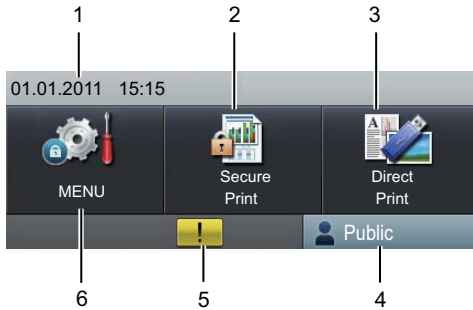 1 2 3
01.01.2011 15:15
MENU
Secure
Print
Direct
Print
! Public
6 5 4